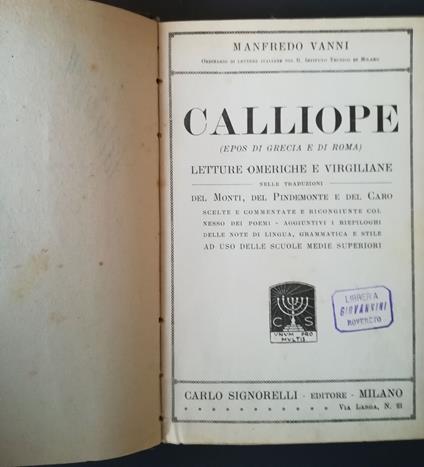 MANFREDO VANNI
ORDINARIO DI LETTERE ITALIANE NEL R. ISTITUTO TECNICO DI MILANO
CALLIOPE
(EPOS DI GRECIA E DI ROMA)
LETTURE OMERICHE E VIRGILIANE
NELLE TRADUZIONI
DEL MONTI, DEL PINDEMONTE E DEL CARO
SCELTE E COMMENTATE E RICONGIUNTE COL
NESSO DEI POEMI - AGGIUNTIVI I RIEPILOGHI
DELLE NOTE DI LINGUA, GRAMMATICA E STILE
AD USO DELLE SCUOLE MEDIE SUPERIORI
C S
UNUM PRO
MULTIS
LIBRERIA
GIOVANNINI
ROVERETO
CARLO SIGNORELLI - EDITORE - MILANO
VIA LANGA, N. 21